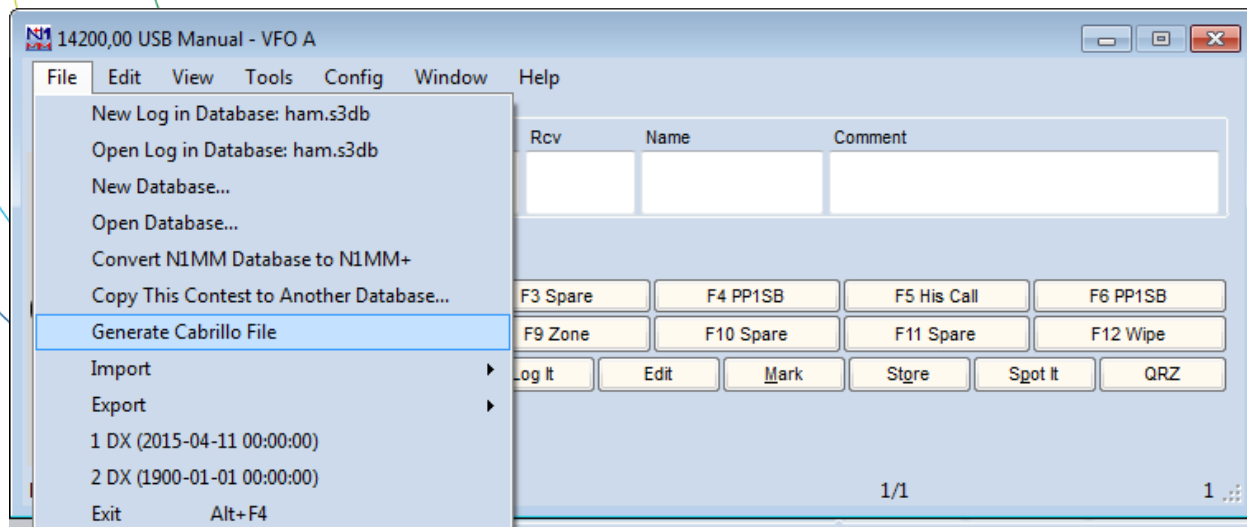 N1
MM
14200,00 USB Manual - VFO A
File Edit View Tools Config Window Help
New Log in Database: ham.s3db
Open Log in Database: ham.s3db
Rcv Name Comment
New Database...
Open Database...
Convert N1MM Database to N1MM+
Copy This Contest to Another Database...
F3 Spare F4 PP1SB F5 His Call F6 PP1SB
Generate Cabrillo File
F9 Zone F10 Spare F11 Spare F12 Wipe
Import
Log It Edit Mark Store Spot It QRZ
Export
1 DX (2015-04-11 00:00:00)
2 DX (1900-01-01 00:00:00)
1/1 1
Exit Alt+F4